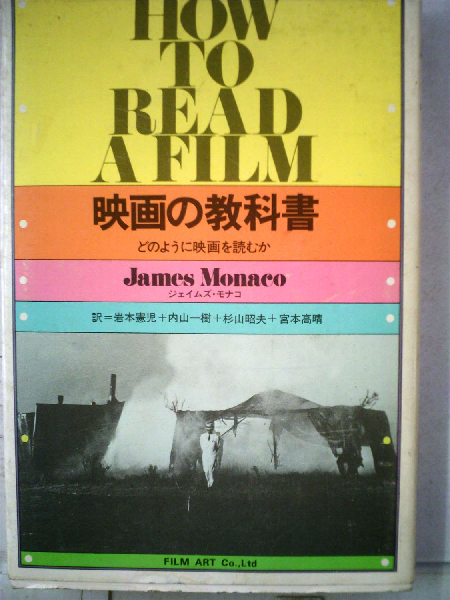 HOW
TO
READ
A FILM
映画の教科書
どのように映画を読むか
James Monaco
ジェイムズ・モナコ
訳＝岩本憲児＋内山一樹＋杉山昭夫＋宮本高晴
FILM ART Co.,Ltd